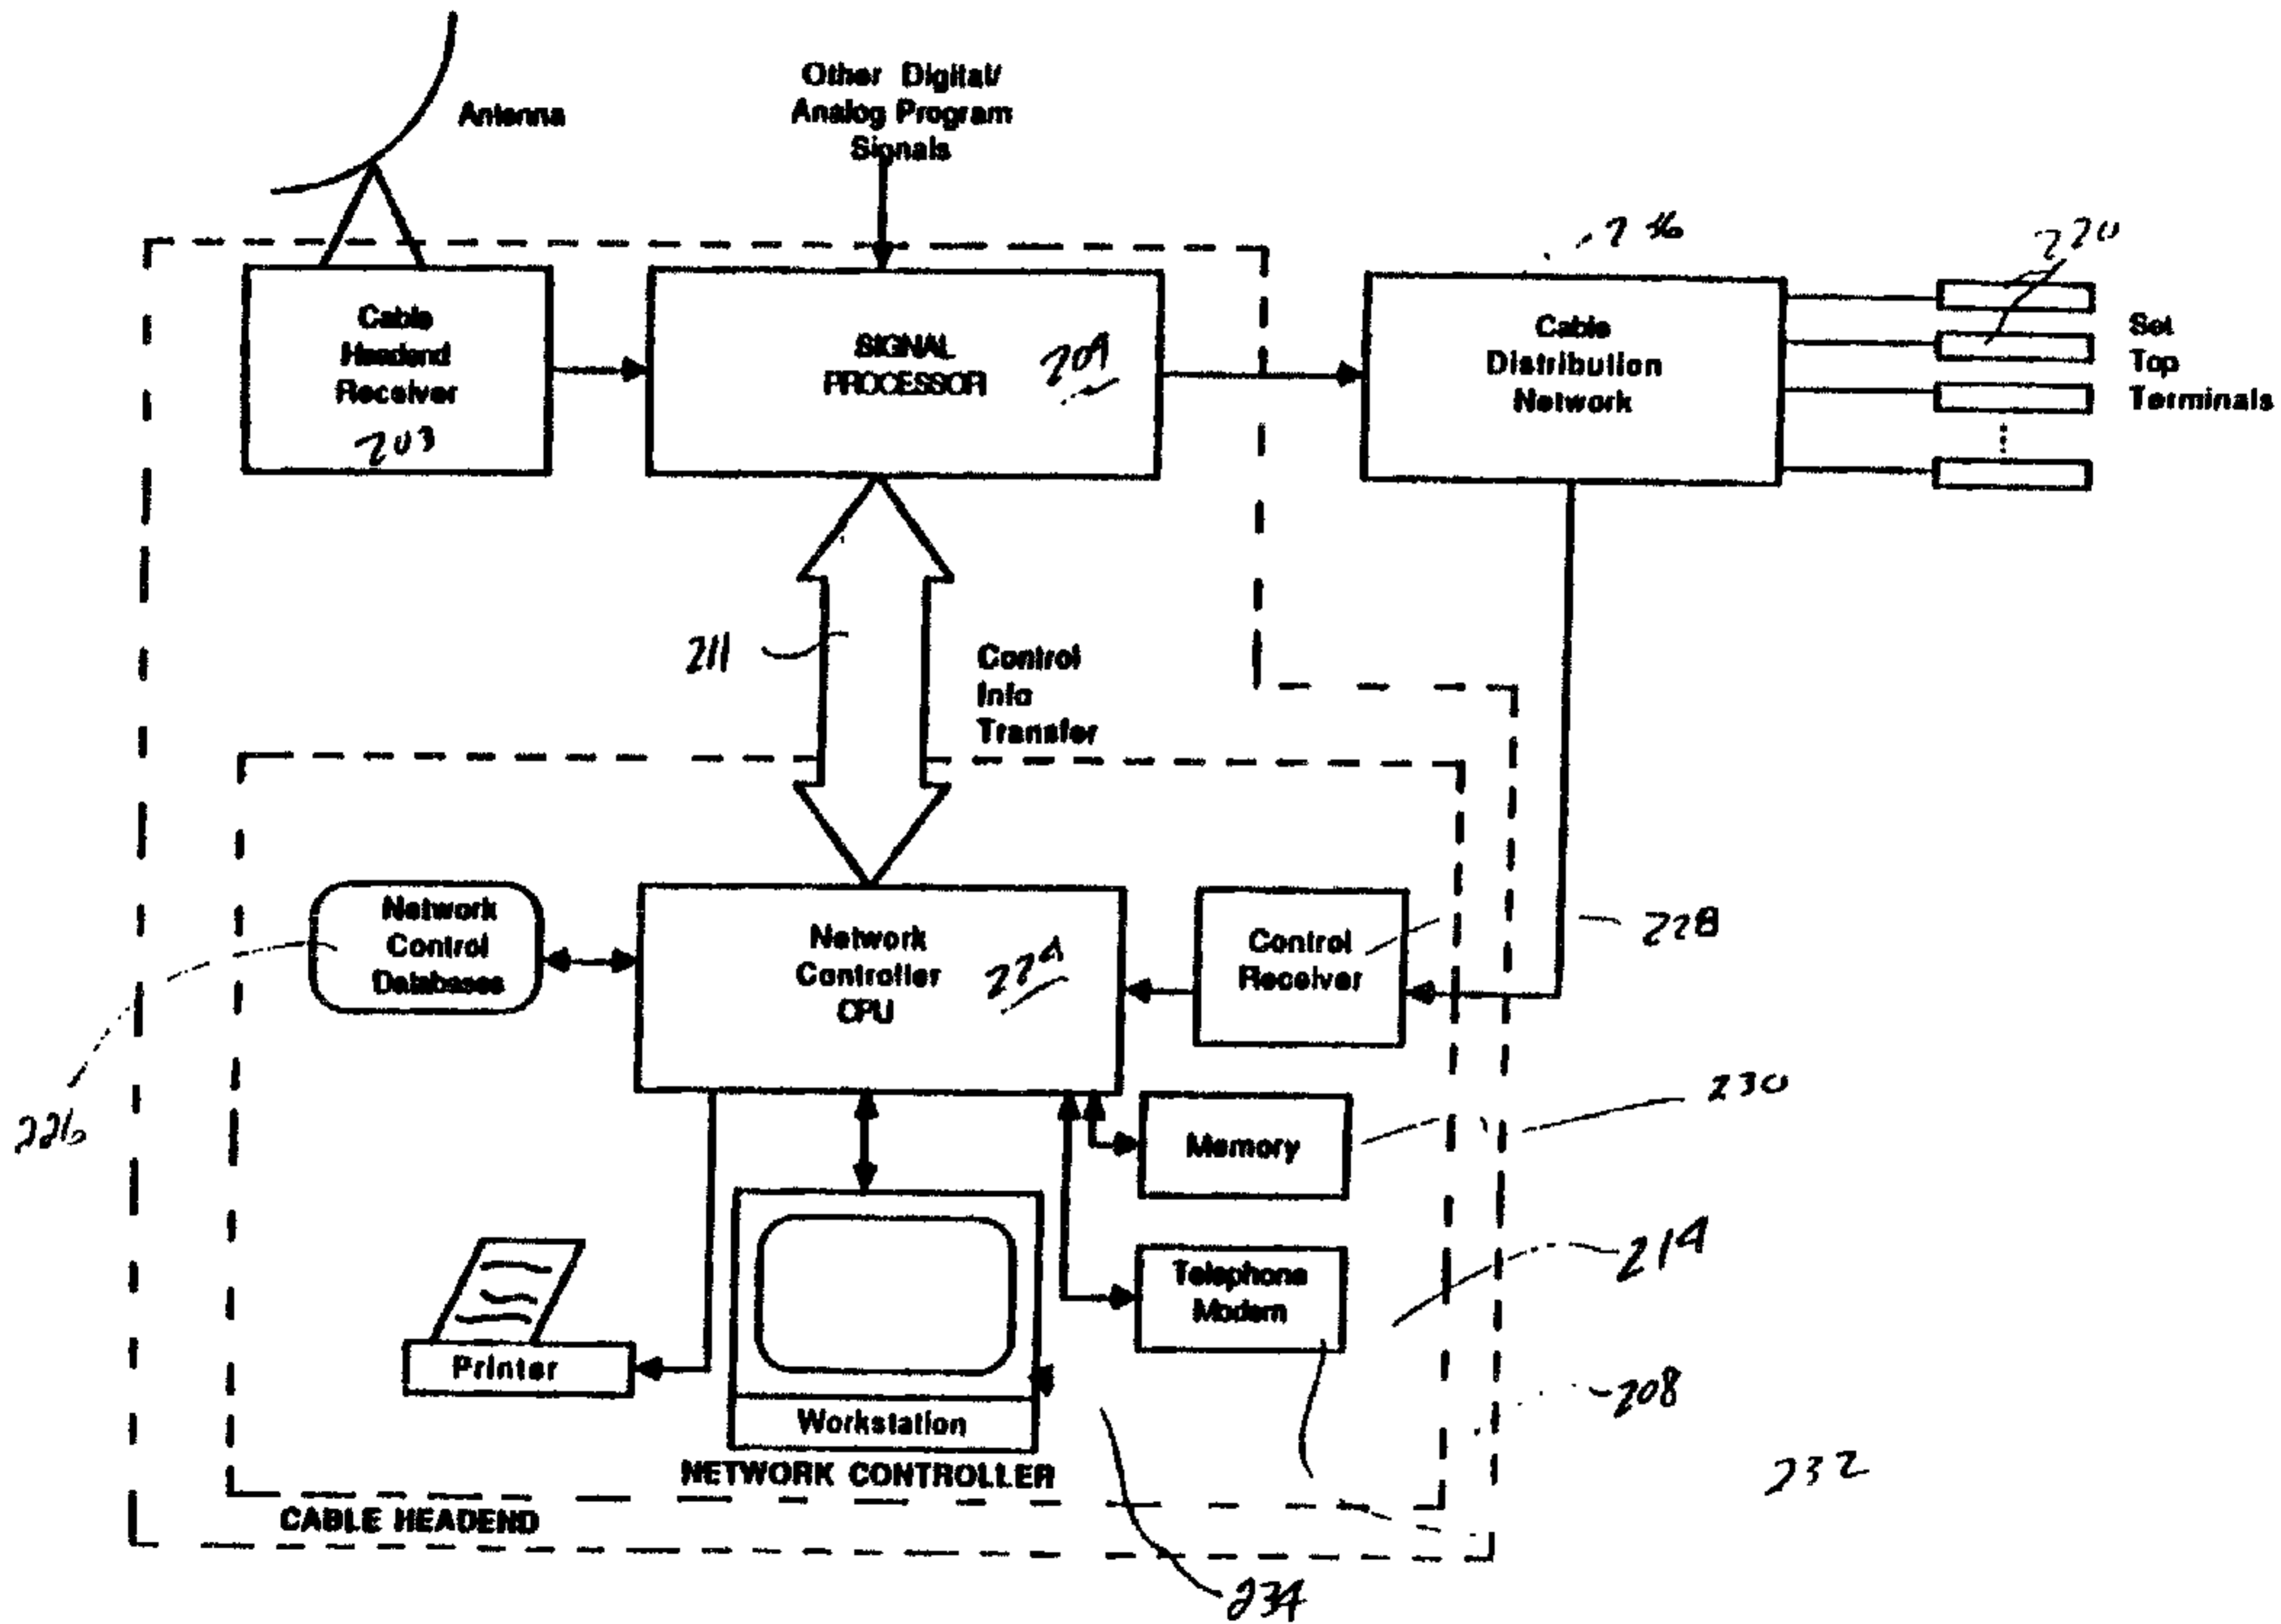 Antenna
Other Digital/
Analog Program
Signals
220
Cable
Headend
Receiver
203
SIGNAL
PROCESSOR
209
Cable
Distribution
Network
Set
Top
Terminals
211
Control
Info
Transfer
Network
Control
Databases
Network
Controller
CPU
Control
Receiver
228
226
230
Memory
214
Telephone
Modem
Printer
208
Workstation
232
NETWORK CONTROLLER
CABLE HEADEND
234